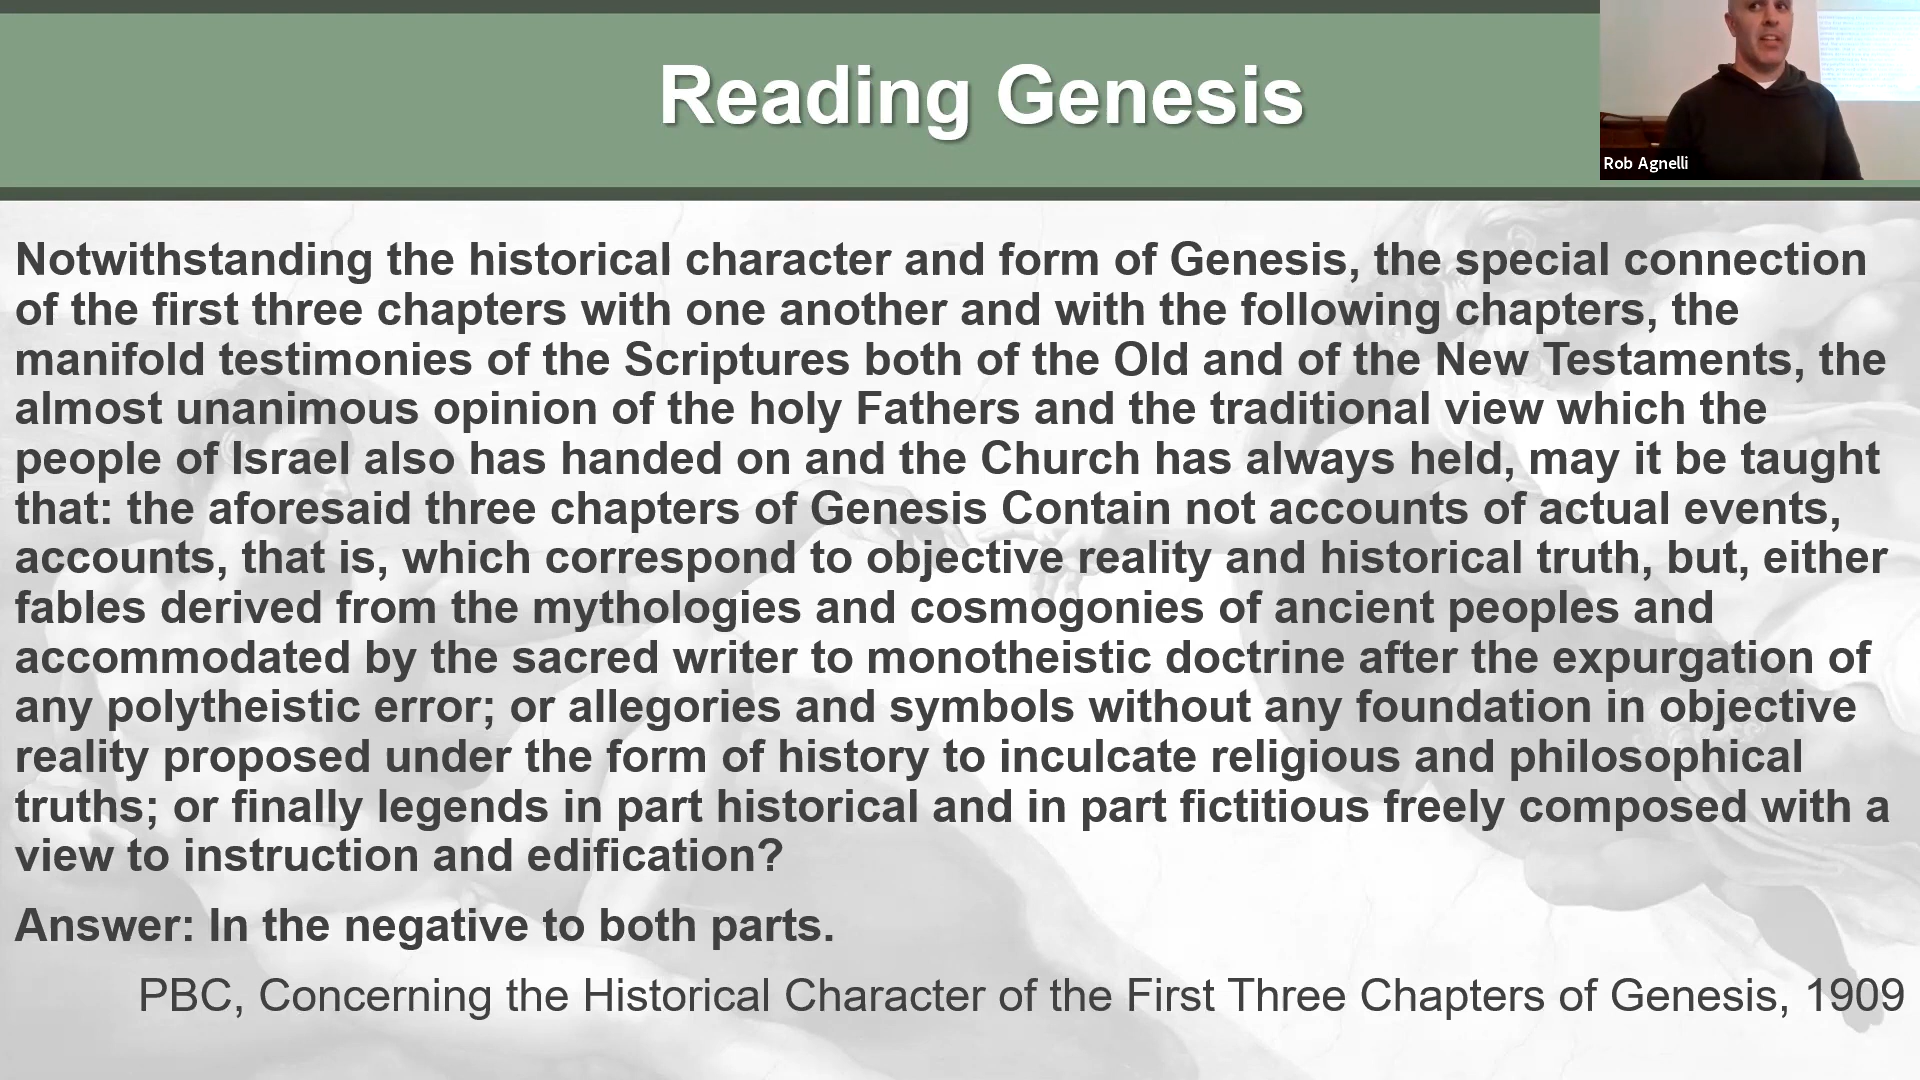 Reading Genesis
Rob Agnelli
Notwithstanding the historical character and form of Genesis, the special connection
of the first three chapters with one another and with the following chapters, the
manifold testimonies of the Scriptures both of the Old and of the New Testaments, the
almost unanimous opinion of the holy Fathers and the traditional view which the
people of Israel also has handed on and the Church has always held, may it be taught
that: the aforesaid three chapters of Genesis Contain not accounts of actual events,
accounts, that is, which correspond to objective reality and historical truth, but, either
fables derived from the mythologies and cosmogonies of ancient peoples and
accommodated by the sacred writer to monotheistic doctrine after the expurgation of
any polytheistic error; or allegories and symbols without any foundation in objective
reality proposed under the form of history to inculcate religious and philosophical
truths; or finally legends in part historical and in part fictitious freely composed with a
view to instruction and edification?
Answer: In the negative to both parts.
PBC, Concerning the Historical Character of the First Three Chapters of Genesis, 1909